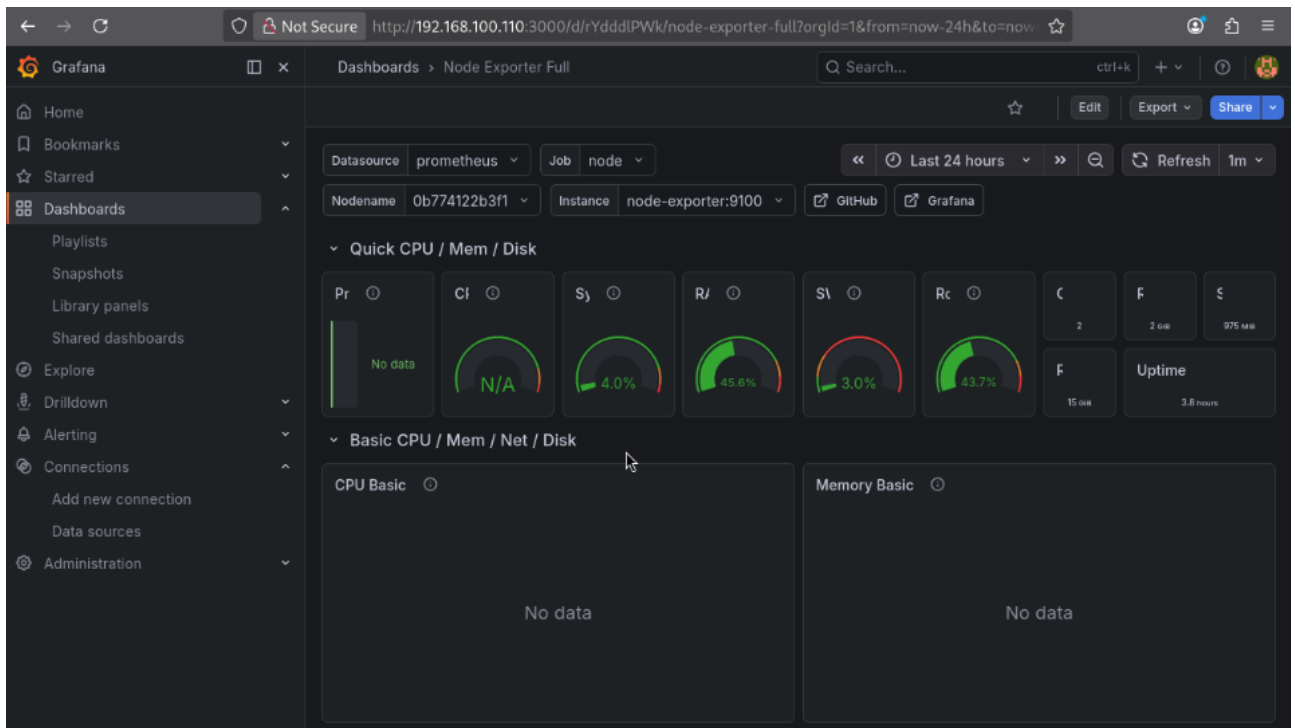 Not Secure http://192.168.100.110:3000/d/rYdddlPWk/node-exporter-full?orgId=1&from=now-24h&to=now
Grafana
Dashboards › Node Exporter Full
Search...
ctrl+k
Home
Bookmarks
Starred
Dashboards
Playlists
Snapshots
Library panels
Shared dashboards
Explore
Drilldown
Alerting
Connections
Add new connection
Data sources
Administration
Edit
Export
Share
Datasource prometheus
Job node
Last 24 hours
Refresh 1m
Nodename 0b774122b3f1
Instance node-exporter:9100
GitHub
Grafana
Quick CPU / Mem / Disk
Pr
No data
N/A
Sy
4.0%
RA
45.6%
3.0%
Ro
43.7%
2
2 GiB
975 MiB
15 GiB
Uptime
3.8 hours
Basic CPU / Mem / Net / Disk
CPU Basic
No data
Memory Basic
No data